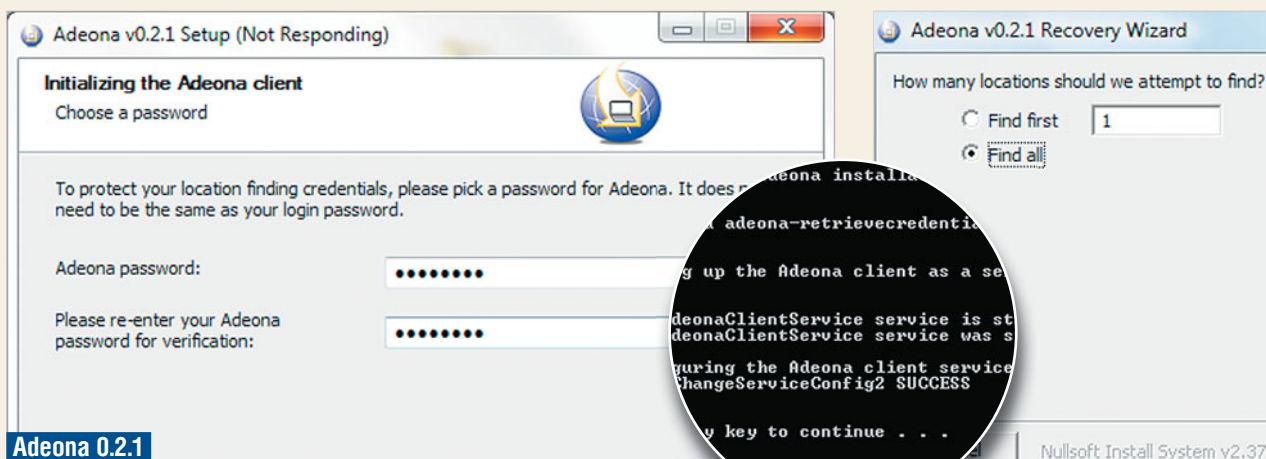 Adeona v0.2.1 Setup (Not Responding)
Initializing the Adeona client
Choose a password
To protect your location finding credentials, please pick a password for Adeona. It does
need to be the same as your login password.
Adeona password:
Please re-enter your Adeona
password for verification:
Adeona 0.2.1
adeona-retrievecredentia
g up the Adeona client as a se
deonaClientService service is st
deonaClientService service was s
guring the Adeona client service
ChangeServiceConfig2 SUCCESS
y key to continue . . .
Adeona v0.2.1 Recovery Wizard
How many locations should we attempt to find?
Find first 1
Find all
Nullsoft Install System v2.37